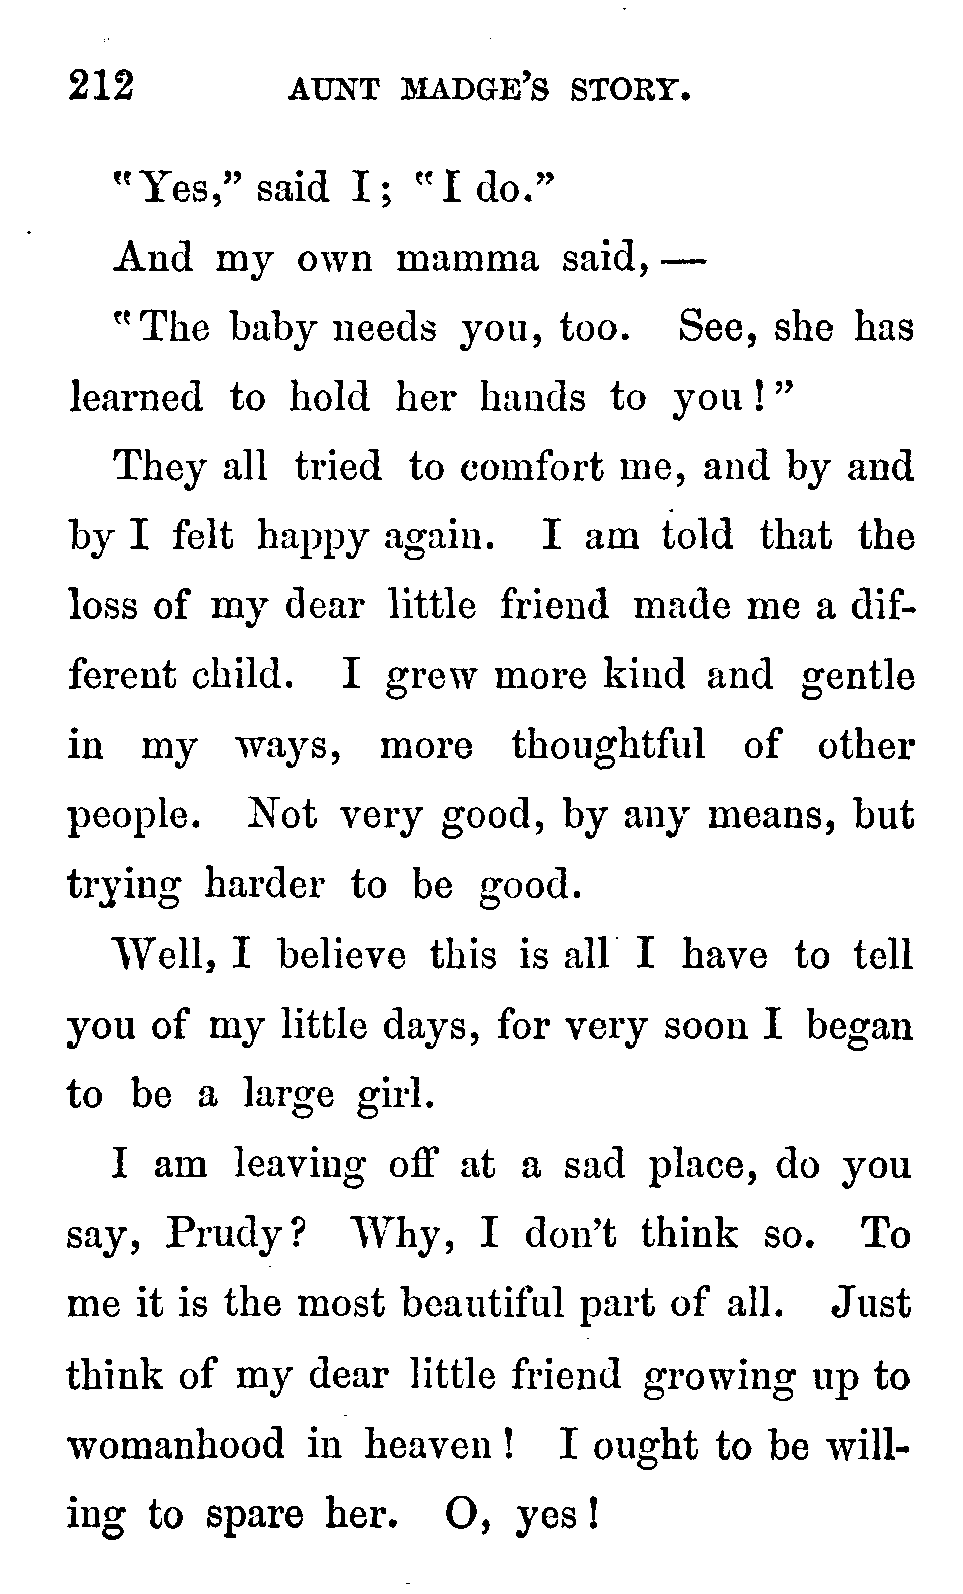 212 AUNT MADGE'S STORY.
"Yes," said I; "I do."
And my own mamma said,—
"The baby needs you, too. See, she has
learned to hold her hands to you!"
They all tried to comfort me, and by and
by I felt happy again. I am told that the
loss of my dear little friend made me a dif-
ferent child. I grew more kind and gentle
in my ways, more thoughtful of other
people. Not very good, by any means, but
trying harder to be good.
Well, I believe this is all I have to tell
you of my little days, for very soon I began
to be a large girl.
I am leaving off at a sad place, do you
say, Prudy? Why, I don't think so. To
me it is the most beautiful part of all. Just
think of my dear little friend growing up to
womanhood in heaven! I ought to be will-
ing to spare her. O, yes!